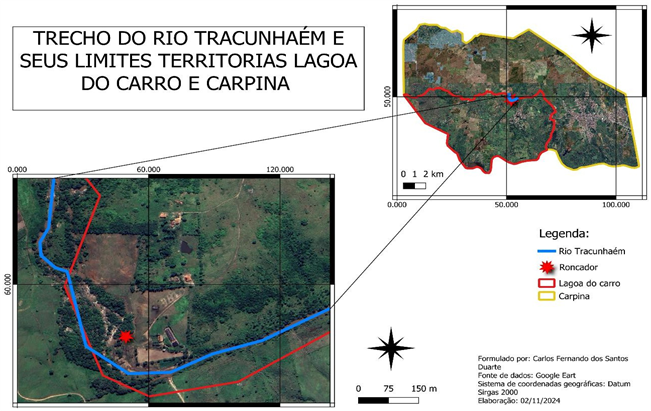 TRECHO DO RIO TRACUNHAÉM E
SEUS LIMITES TERRITORIAS LAGOA
DO CARRO E CARPINA
50.000
0 1 2 km
0.000 50.000 100.000
0.000 60.000 120.000
60.000
Legenda:
Rio Tracunhaém
Roncador
Lagoa do carro
Carpina
0 75 150 m
Formulado por: Carlos Fernando dos Santos
Duarte
Fonte de dados: Google Eart
Sistema de coordenadas geográficas: Datum
Sirgas 2000
Elaboração: 02/11/2024